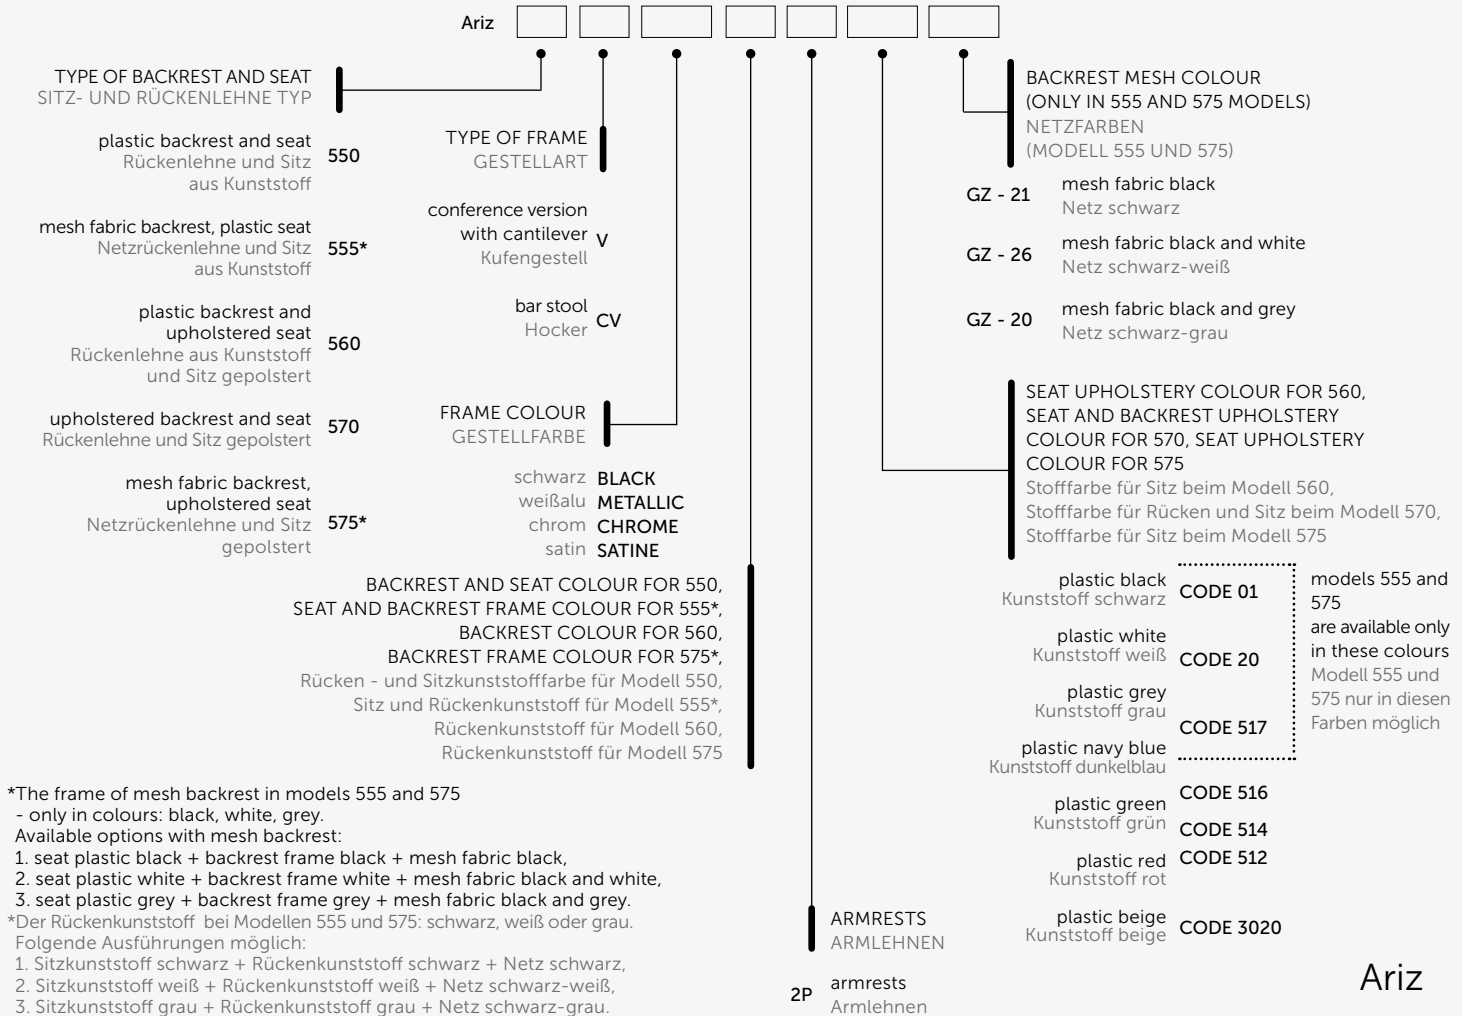 Ariz
TYPE OF BACKREST AND SEAT
SITZ- UND RÜCKENLEHNE TYP
plastic backrest and seat
Rückenlehne und Sitz
aus Kunststoff
550
mesh fabric backrest, plastic seat
Netzrückenlehne und Sitz
aus Kunststoff
555*
plastic backrest and
upholstered seat
Rückenlehne aus Kunststoff
und Sitz gepolstert
560
upholstered backrest and seat
Rückenlehne und Sitz gepolstert
570
mesh fabric backrest,
upholstered seat
Netzrückenlehne und Sitz
gepolstert
575*
TYPE OF FRAME
GESTELLART
conference version
with cantilever
Kufengestell
V
bar stool
Hocker
CV
FRAME COLOUR
GESTELLFARBE
schwarz BLACK
weißalu METALLIC
chrom CHROME
satin SATINE
BACKREST AND SEAT COLOUR FOR 550,
SEAT AND BACKREST FRAME COLOUR FOR 555*,
BACKREST COLOUR FOR 560,
BACKREST FRAME COLOUR FOR 575*,
Rücken - und Sitzkunststofffarbe für Modell 550,
Sitz und Rückenkunststoff für Modell 555*,
Rückenkunststoff für Modell 560,
Rückenkunststoff für Modell 575
BACKREST MESH COLOUR
(ONLY IN 555 AND 575 MODELS)
NETZFARBEN
(MODELL 555 UND 575)
GZ - 21
mesh fabric black
Netz schwarz
GZ - 26
mesh fabric black and white
Netz schwarz-weiß
GZ - 20
mesh fabric black and grey
Netz schwarz-grau
SEAT UPHOLSTERY COLOUR FOR 560,
SEAT AND BACKREST UPHOLSTERY
COLOUR FOR 570, SEAT UPHOLSTERY
COLOUR FOR 575
Stofffarbe für Sitz beim Modell 560,
Stofffarbe für Rücken und Sitz beim Modell 570,
Stofffarbe für Sitz beim Modell 575
plastic black
Kunststoff schwarz
CODE 01
plastic white
Kunststoff weiß
CODE 20
plastic grey
Kunststoff grau
CODE 517
plastic navy blue
Kunststoff dunkelblau
CODE 516
plastic green
Kunststoff grün
CODE 514
plastic red
Kunststoff rot
CODE 512
plastic beige
Kunststoff beige
CODE 3020
models 555 and
575
are available only
in these colours
Modell 555 und
575 nur in diesen
Farben möglich
*The frame of mesh backrest in models 555 and 575
- only in colours: black, white, grey.
Available options with mesh backrest:
1. seat plastic black + backrest frame black + mesh fabric black,
2. seat plastic white + backrest frame white + mesh fabric black and white,
3. seat plastic grey + backrest frame grey + mesh fabric black and grey.
*Der Rückenkunststoff bei Modellen 555 und 575: schwarz, weiß oder grau.
Folgende Ausführungen möglich:
1. Sitzkunststoff schwarz + Rückenkunststoff schwarz + Netz schwarz,
2. Sitzkunststoff weiß + Rückenkunststoff weiß + Netz schwarz-weiß,
3. Sitzkunststoff grau + Rückenkunststoff grau + Netz schwarz-grau.
ARMRESTS
ARMLEHNEN
2P
armrests
Armlehnen
Ariz